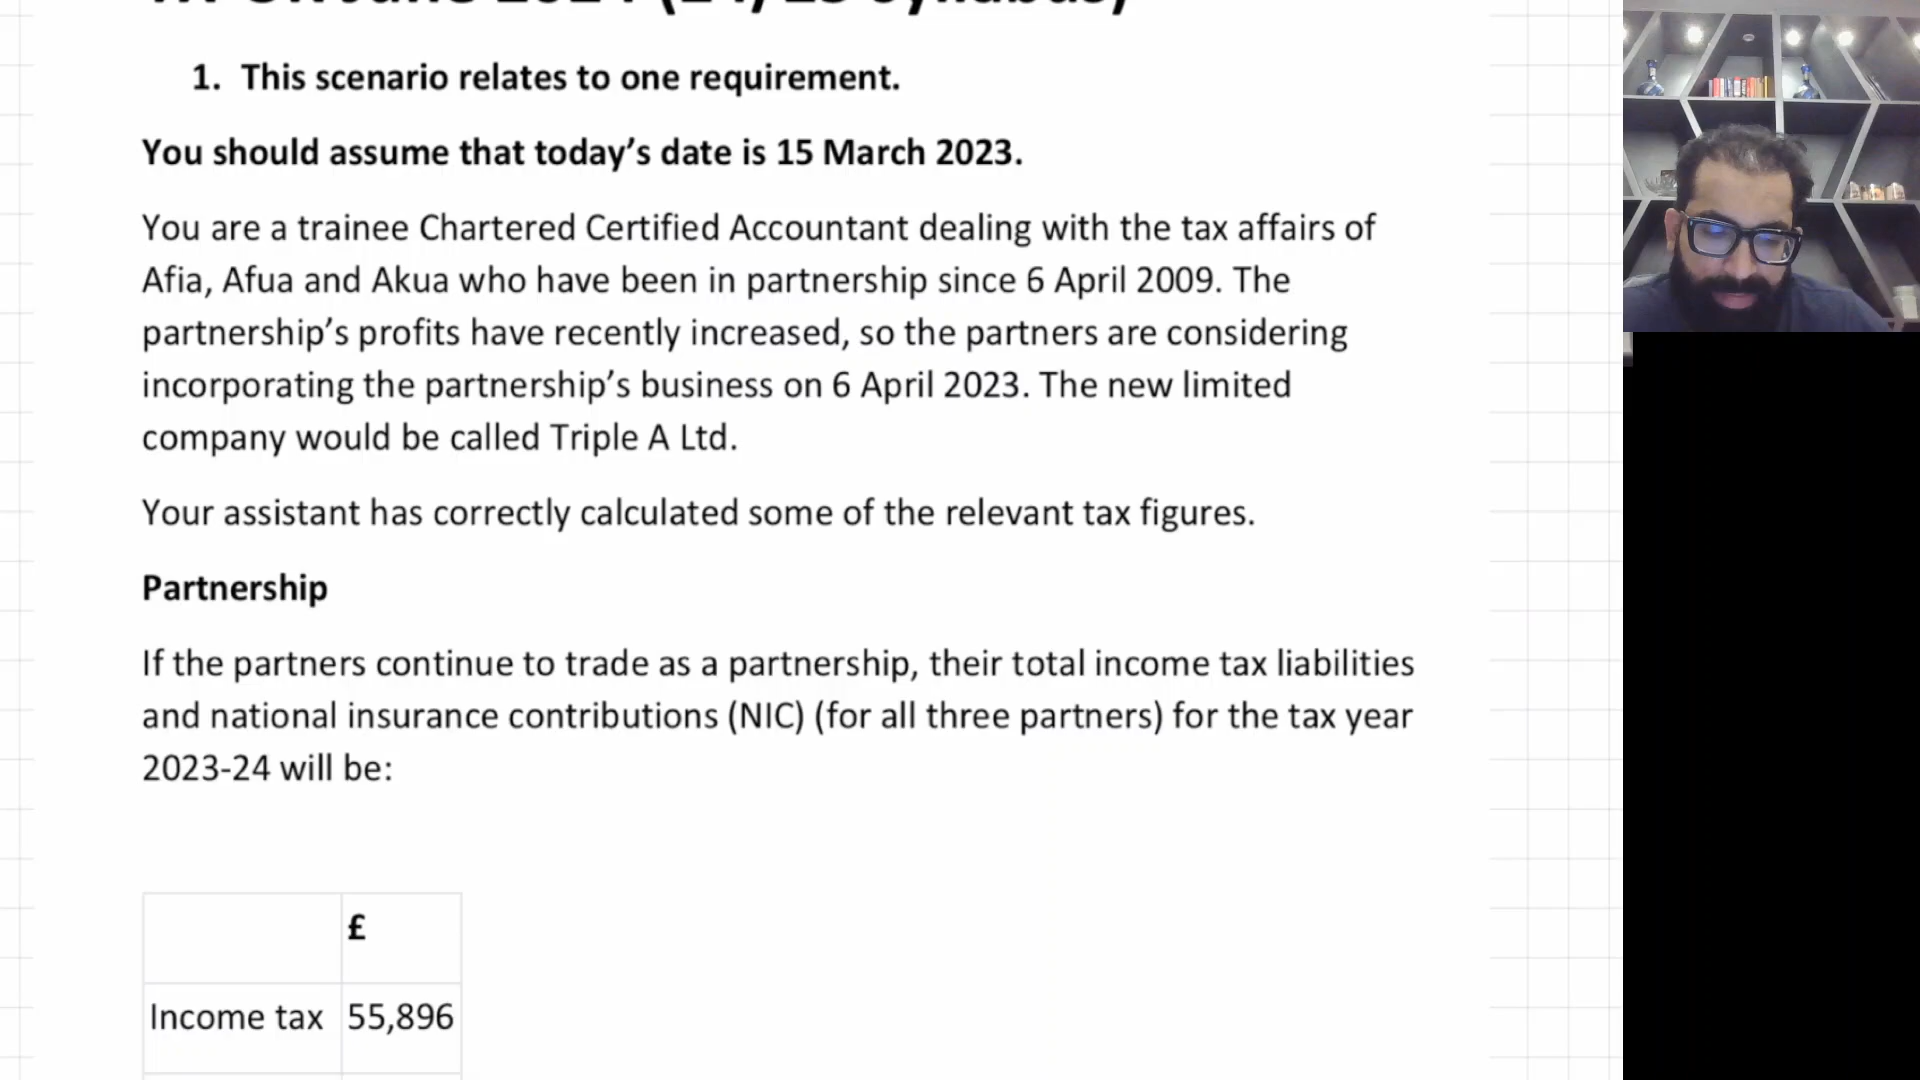 June 2024 (24/25 Syllabus)
1. This scenario relates to one requirement.
You should assume that today’s date is 15 March 2023.
You are a trainee Chartered Certified Accountant dealing with the tax affairs of
Afia, Afua and Akua who have been in partnership since 6 April 2009. The
partnership’s profits have recently increased, so the partners are considering
incorporating the partnership’s business on 6 April 2023. The new limited
company would be called Triple A Ltd.
Your assistant has correctly calculated some of the relevant tax figures.
Partnership
If the partners continue to trade as a partnership, their total income tax liabilities
and national insurance contributions (NIC) (for all three partners) for the tax year
2023-24 will be:
£
Income tax 55,896